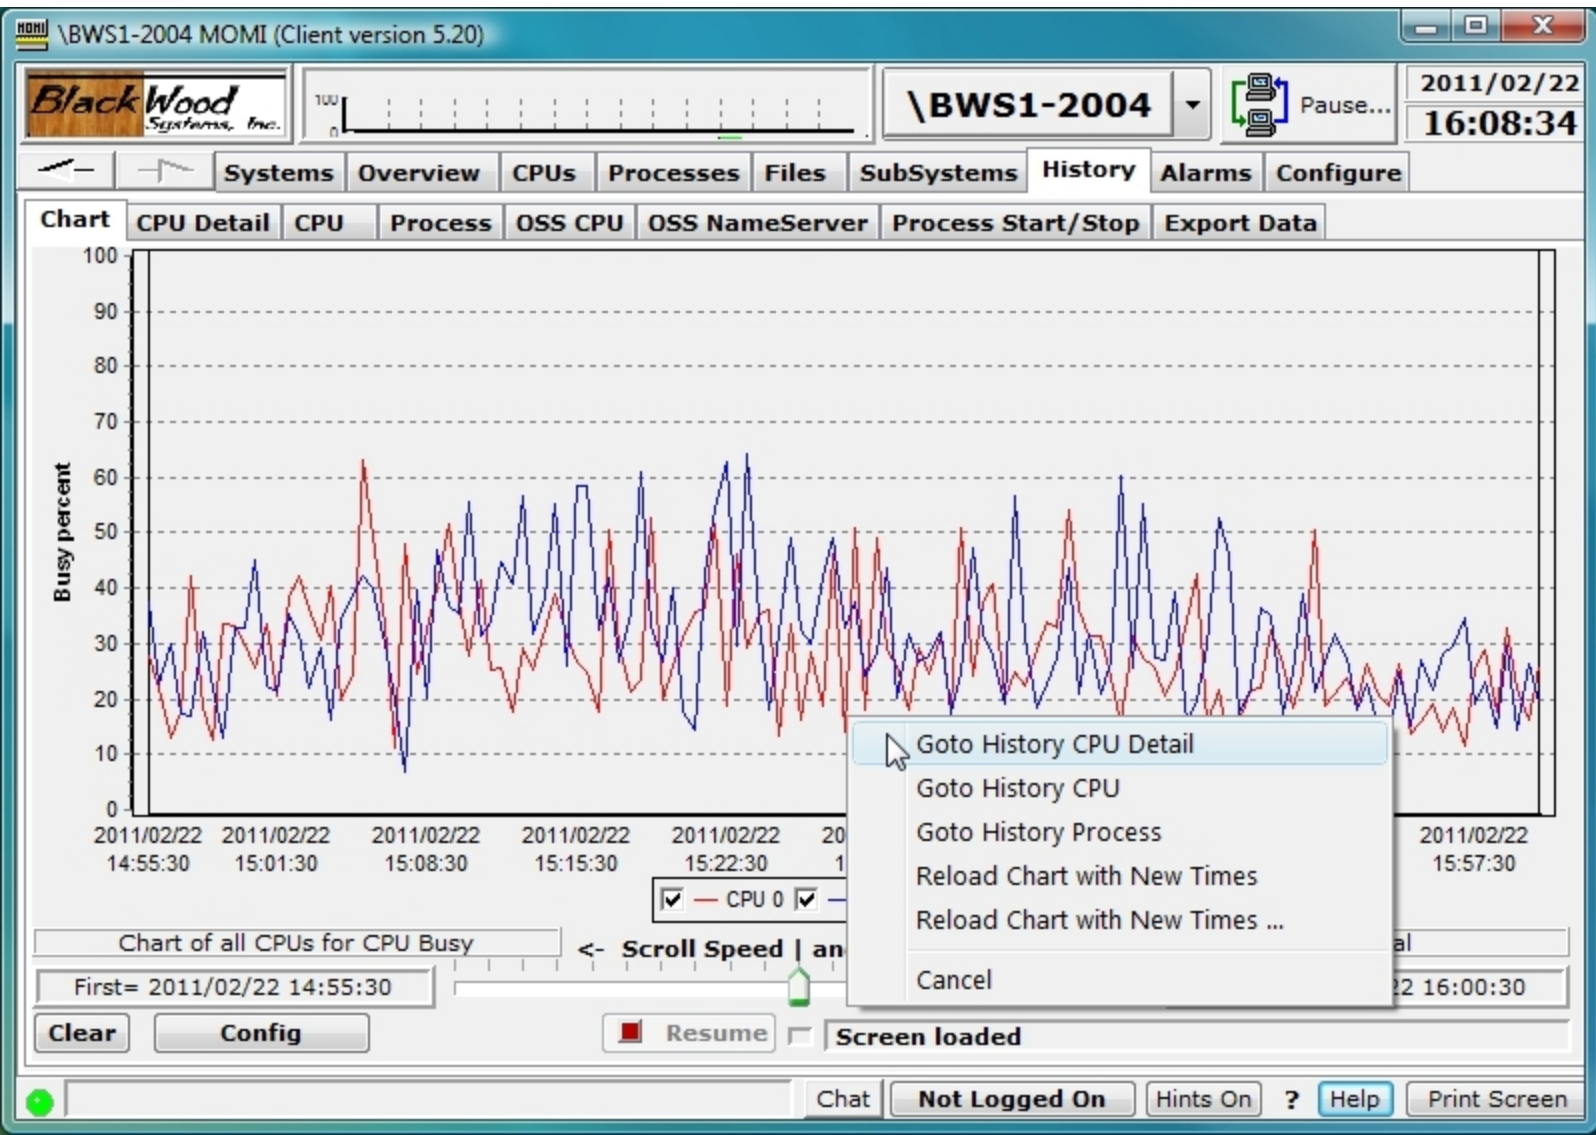 MOMI \BWS1-2004 MOMI (Client version 5.20)
BlackWood
Systems, Inc.
100
0
\BWS1-2004
Pause...
2011/02/22
16:08:34
Systems Overview CPUs Processes Files SubSystems History Alarms Configure
Chart CPU Detail CPU Process OSS CPU OSS NameServer Process Start/Stop Export Data
100
90
80
70
60
50
40
30
20
10
0
Busy percent
2011/02/22 2011/02/22 2011/02/22 2011/02/22 2011/02/22 20 2011/02/22
14:55:30 15:01:30 15:08:30 15:15:30 15:22:30 1 15:57:30
CPU 0
Goto History CPU Detail
Goto History CPU
Goto History Process
Reload Chart with New Times
Reload Chart with New Times ...
Cancel
Chart of all CPUs for CPU Busy
<- Scroll Speed | an
al
First= 2011/02/22 14:55:30
22 16:00:30
Clear Config Resume Screen loaded
Chat Not Logged On Hints On ? Help Print Screen